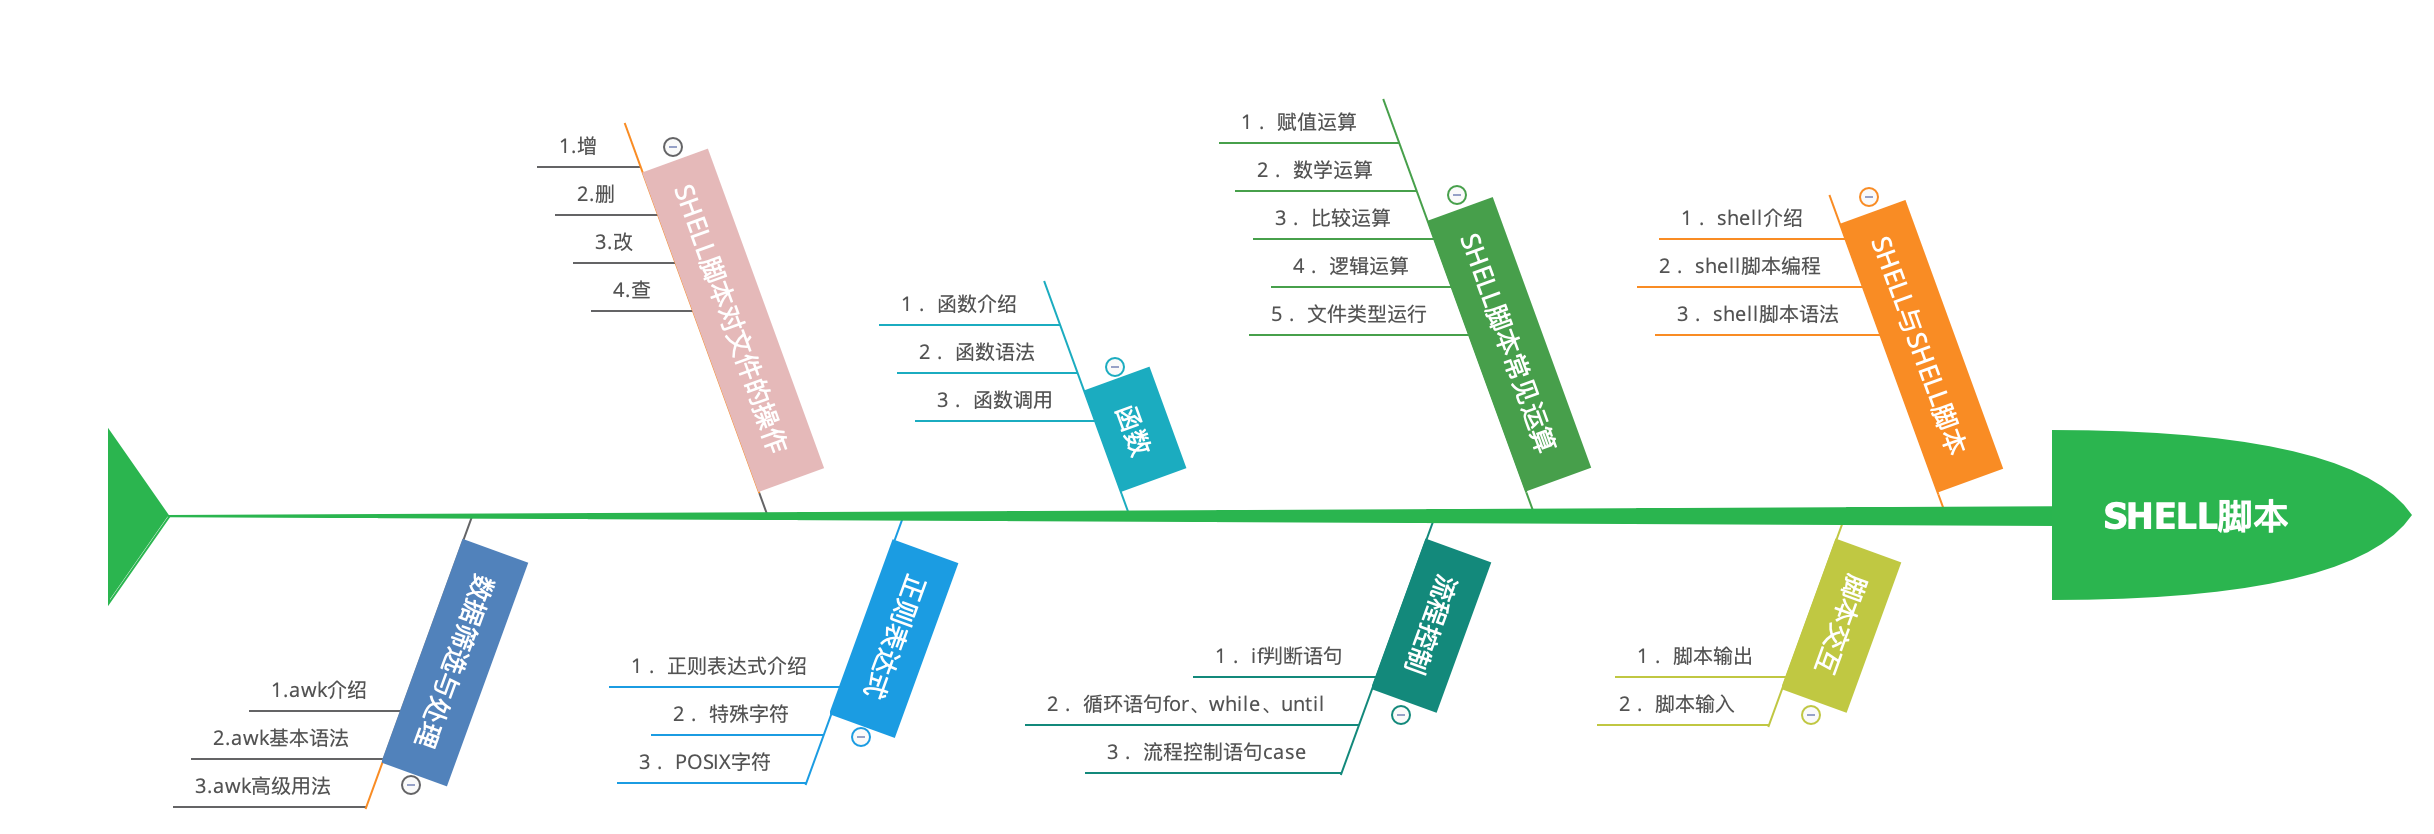 1.增
2.删
3.改
4.查
SHELL脚本对文件的操作
1. 函数介绍
2. 函数语法
3. 函数调用
函数
1. 赋值运算
2. 数学运算
3. 比较运算
4. 逻辑运算
5. 文件类型运行
SHELL脚本常见运算
1. shell介绍
2. shell脚本编程
3. shell脚本语法
SHELL与SHELL脚本
SHELL脚本
数据筛选与处理
1.awk介绍
2.awk基本语法
3.awk高级用法
正则表达式
1. 正则表达式介绍
2. 特殊字符
3. POSIX字符
流程控制
1. if判断语句
2. 循环语句for、while、until
3. 流程控制语句case
脚本交互
1. 脚本输出
2. 脚本输入